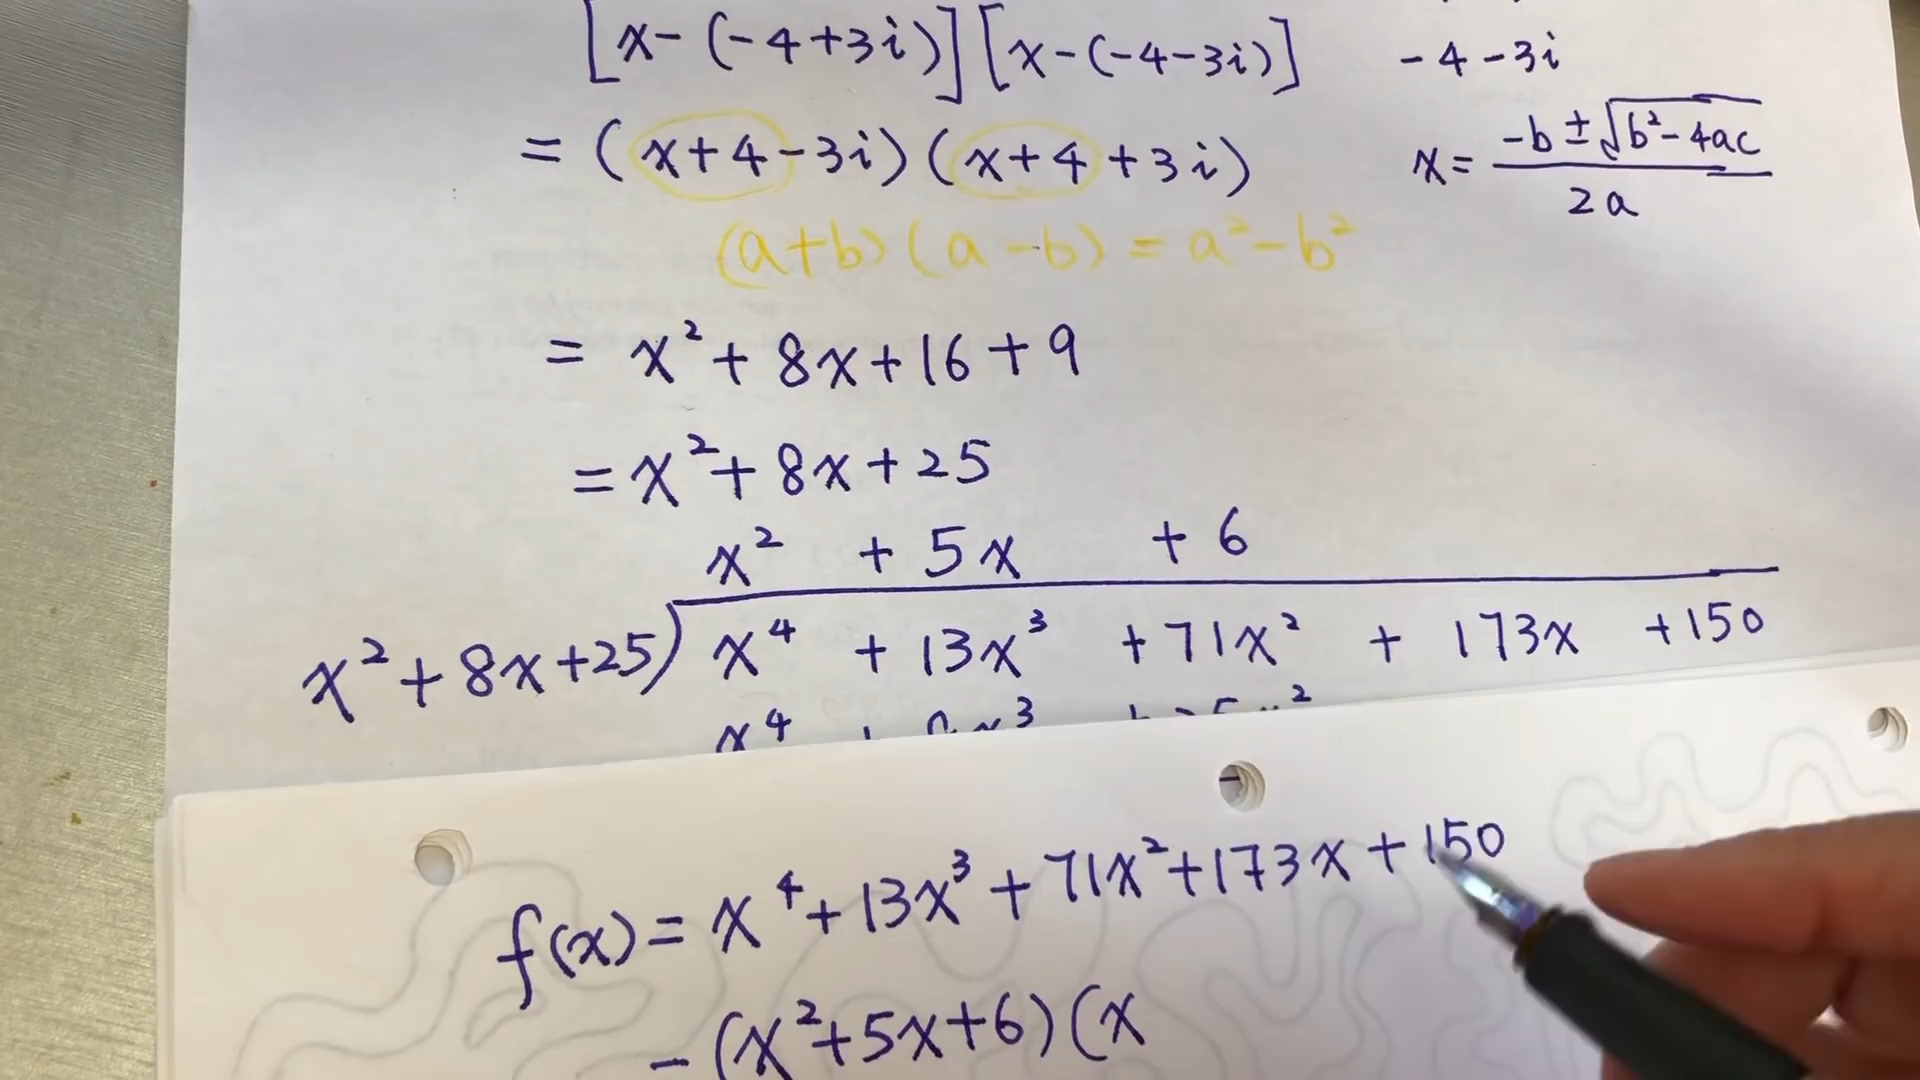 [x-(-4+3i)][x-(-4-3i)]
-4-3i
=(x+4-3i)(x+4+3i)
x= (-b±√(b²-4ac))/2a
(a+b)(a-b)=a²-b²
= x²+8x+16+9
=x²+8x+25
x² +5x +6
x²+8x+25)x⁴ +13x³ +71x² + 173x +150
x⁴ x³
f(x)=x⁴+13x³+71x²+173x+150
(x²+5x+6)(x